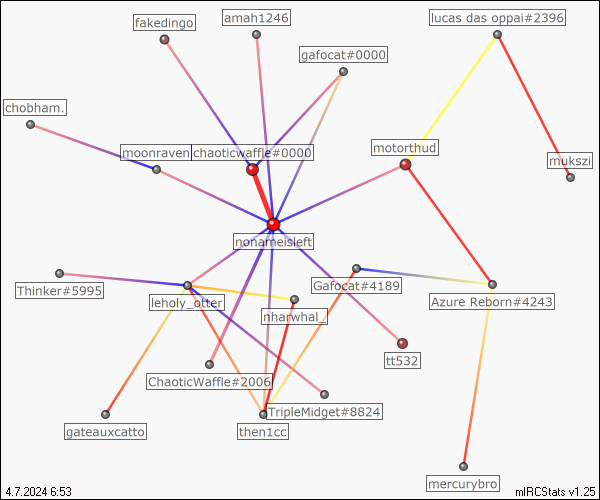 fakedingo
amah1246
lucas das oppai#2396
gafocat#0000
chobham.
moonraven
chaoticwaffle#0000
motorthud
mukszi
nonameisleft
Thinker#5995
Gafocat#4189
leholy_otter
nharwhal_
Azure Reborn#4243
tt532
ChaoticWaffle#2006
TripleMidget#8824
gateauxcatto
then1cc
mercurybro
4.7.2024 6:53
mIRCStats v1.25